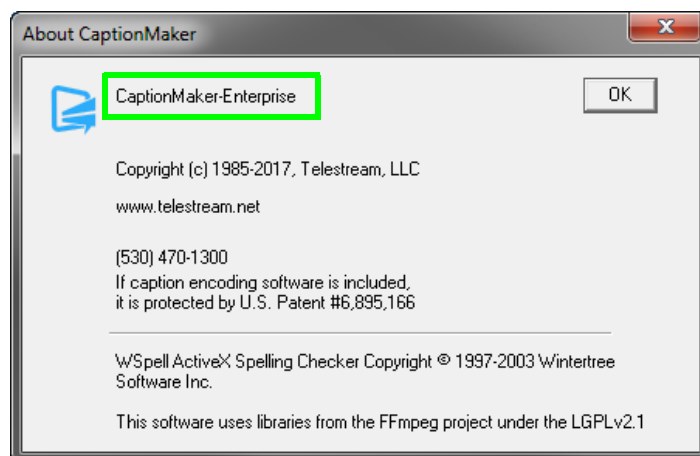 About CaptionMaker
x
CaptionMaker-Enterprise
OK
Copyright (c) 1985-2017, Telestream, LLC
www.telestream.net
(530) 470-1300
If caption encoding software is included,
it is protected by U.S. Patent #6,895,166
WSpell ActiveX Spelling Checker Copyright © 1997-2003 Wintertree
Software Inc.
This software uses libraries from the FFmpeg project under the LGPLv2.1